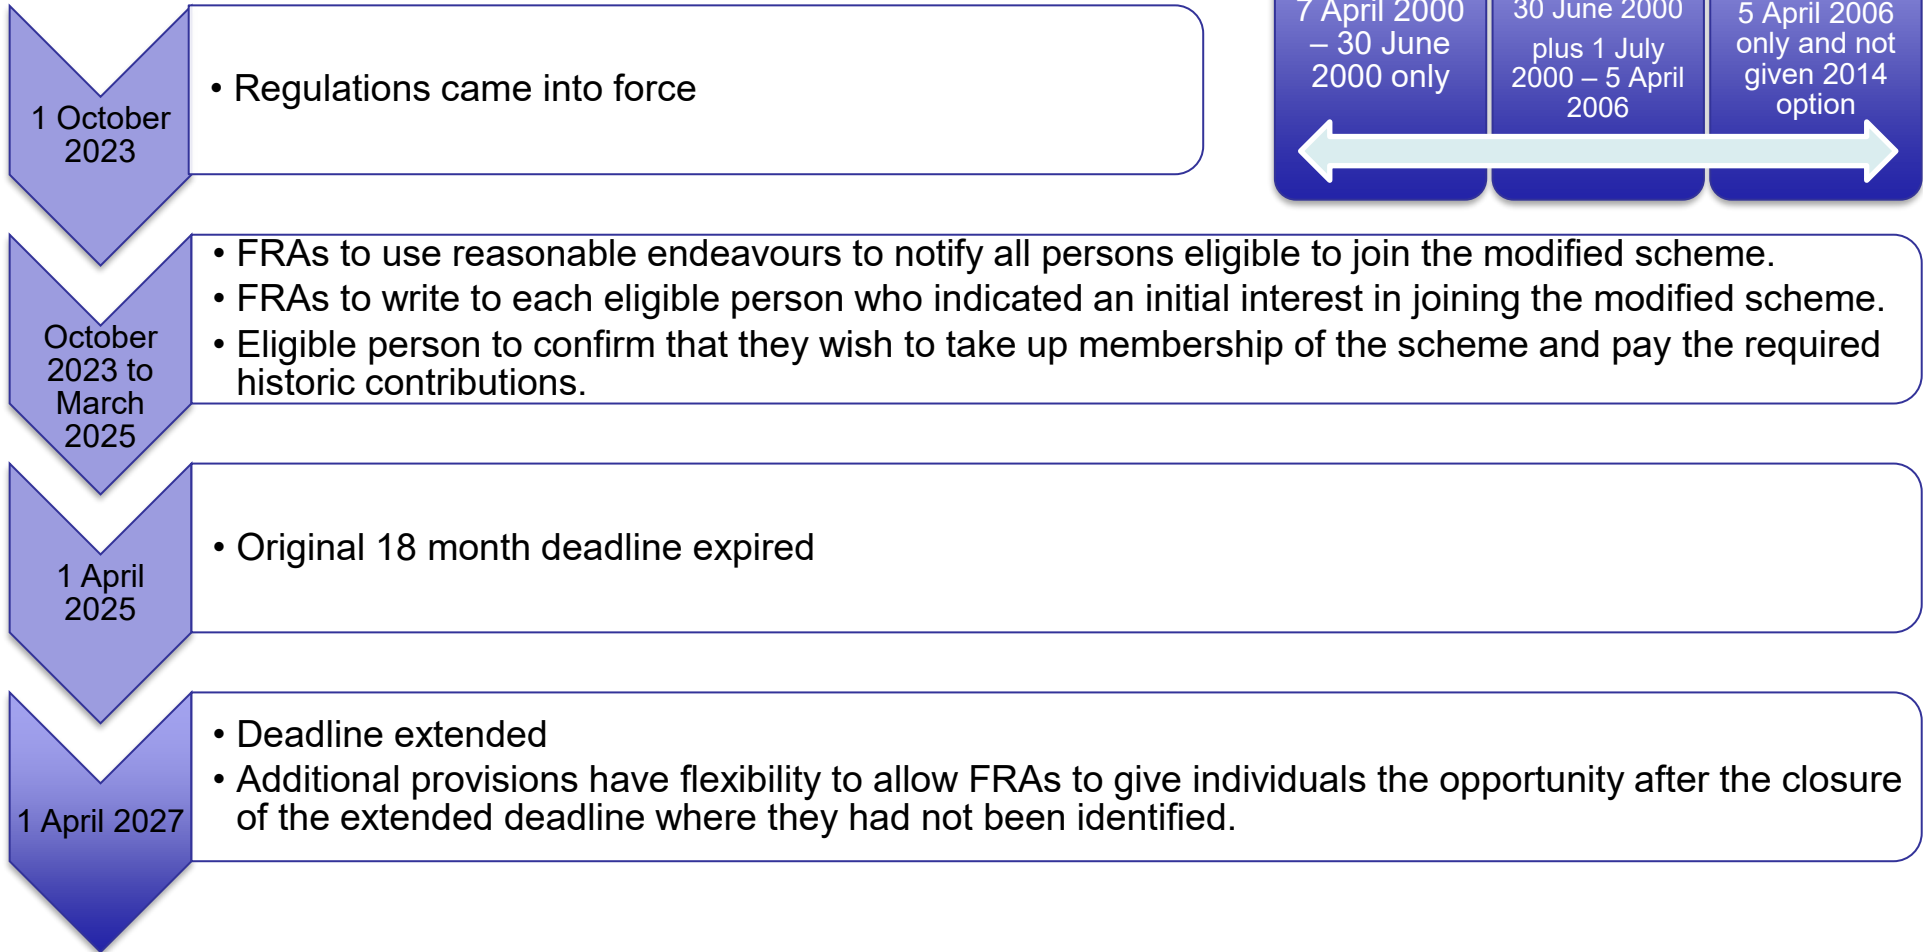 7 April 2000
– 30 June
2000 only
30 June 2000
plus 1 July
2000 – 5 April
2006
5 April 2006
only and not
given 2014
option
1 October
2023
• Regulations came into force
October
2023 to
March
2025
• FRAs to use reasonable endeavours to notify all persons eligible to join the modified scheme.
• FRAs to write to each eligible person who indicated an initial interest in joining the modified scheme.
• Eligible person to confirm that they wish to take up membership of the scheme and pay the required
historic contributions.
1 April
2025
• Original 18 month deadline expired
1 April 2027
• Deadline extended
• Additional provisions have flexibility to allow FRAs to give individuals the opportunity after the closure
of the extended deadline where they had not been identified.